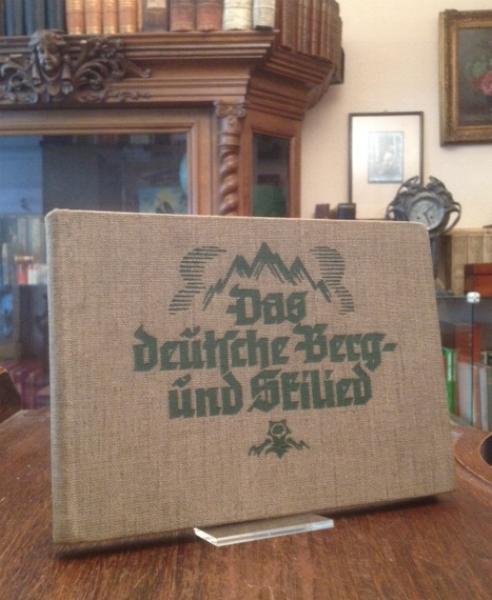 Das
deutsche Berg-
und Skilied